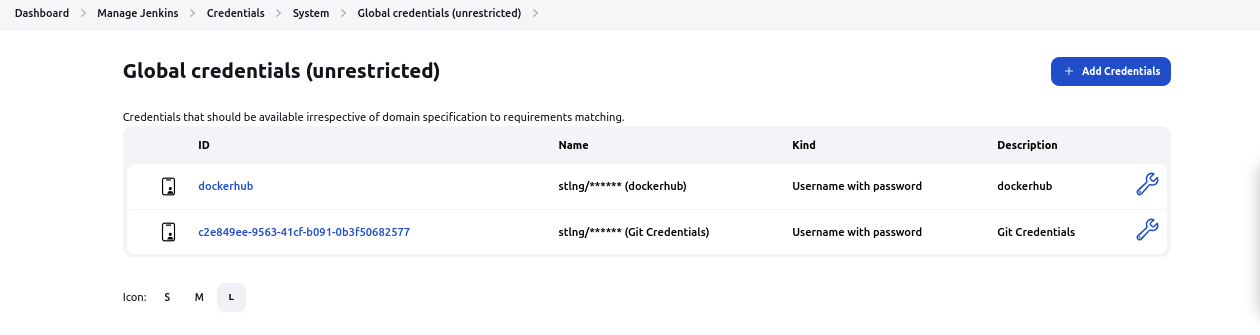 Dashboard > Manage Jenkins > Credentials > System > Global credentials (unrestricted) >
Global credentials (unrestricted)
+ Add Credentials
Credentials that should be available irrespective of domain specification to requirements matching.
ID Name Kind Description
dockerhub stlng/****** (dockerhub) Username with password dockerhub
c2e849ee-9563-41cf-b091-0b3f50682577 stlng/****** (Git Credentials) Username with password Git Credentials
Icon: S M L